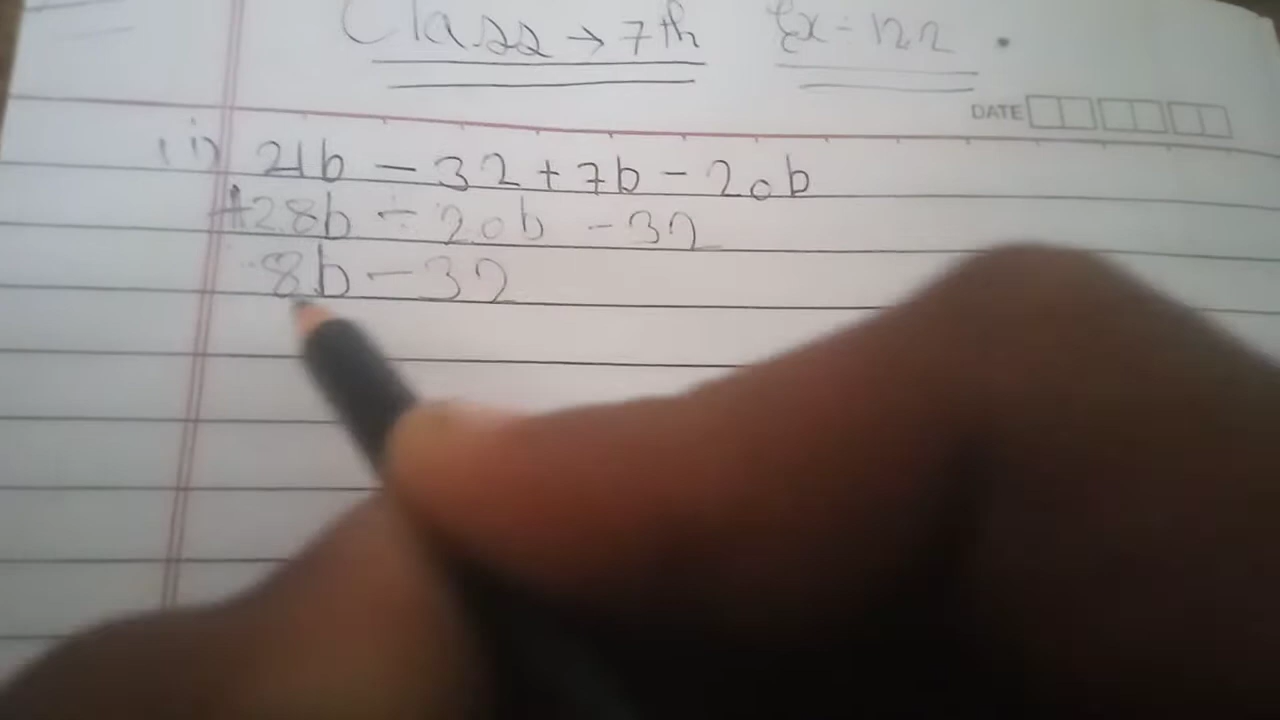 Class → 7th Ex - 12.2
DATE
(i) 21b - 32 + 7b - 20b
+28b - 20b - 32
8b - 32